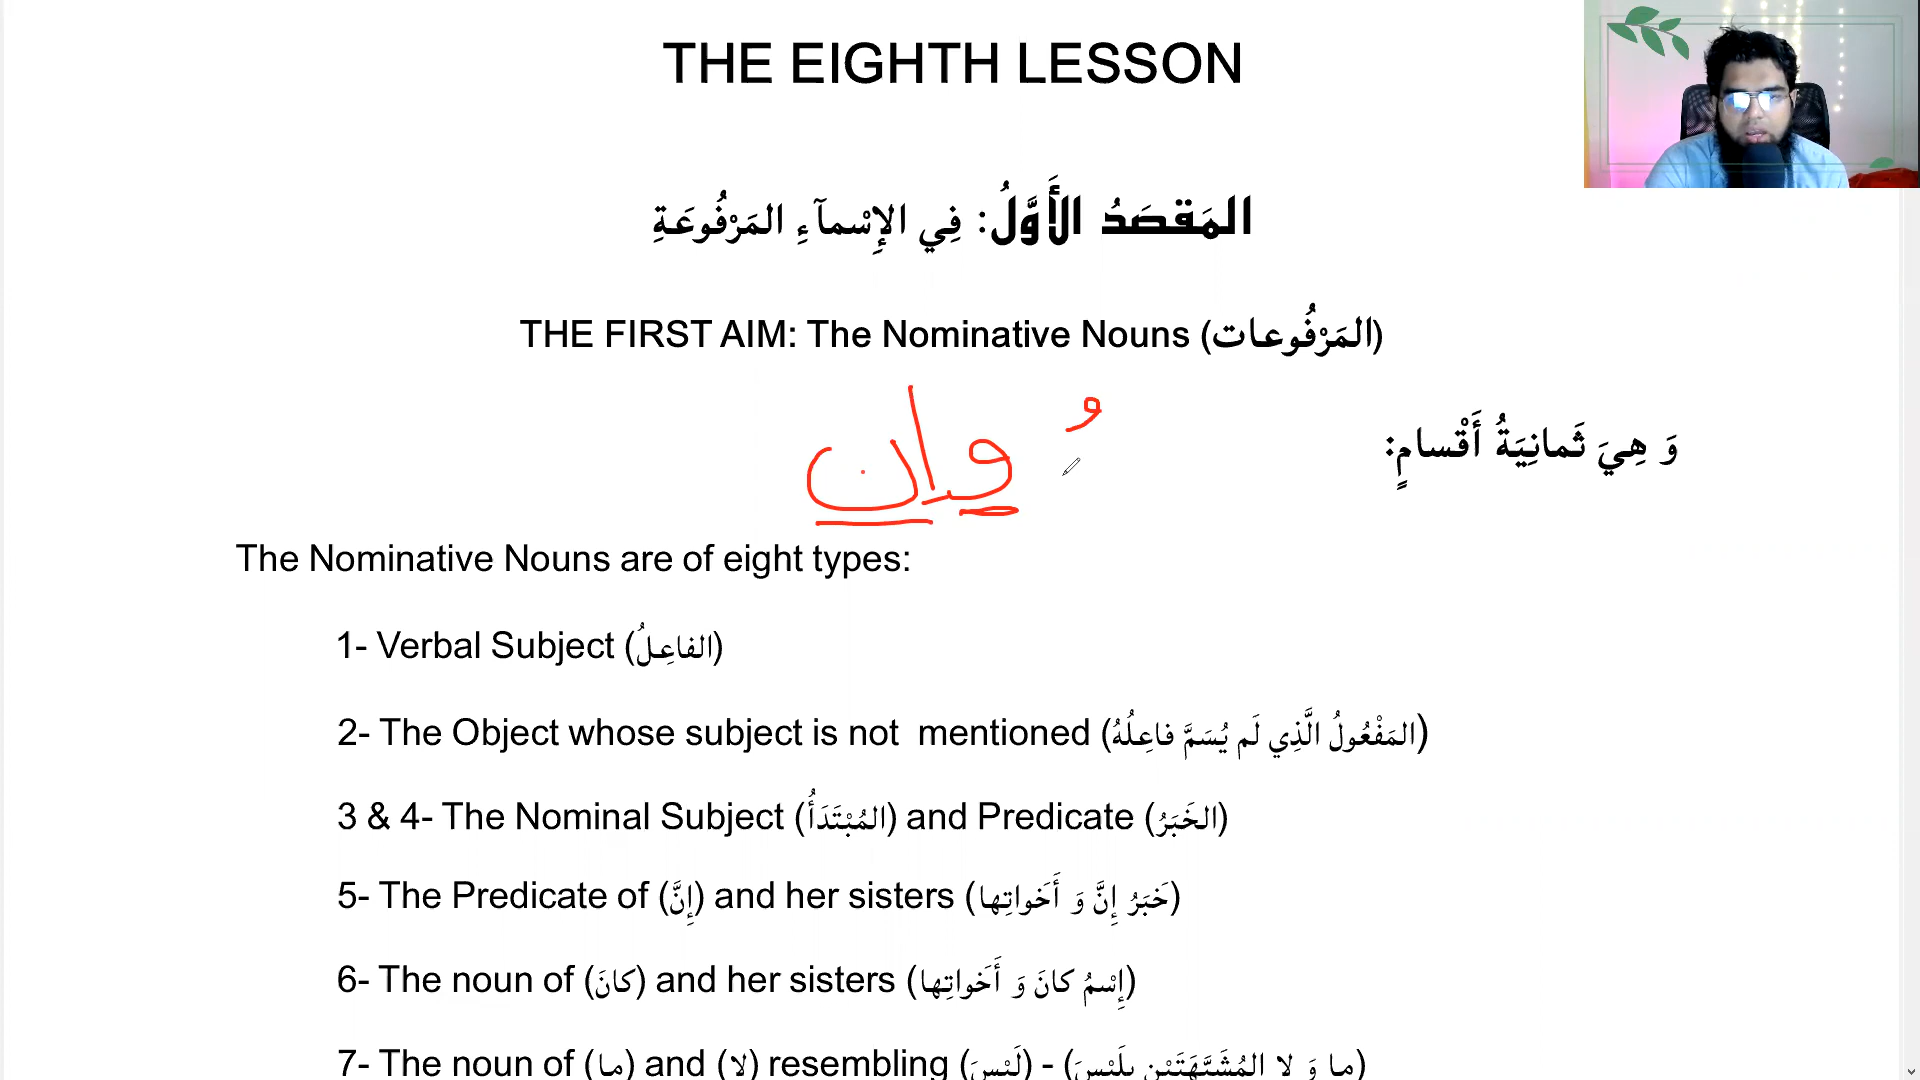 THE EIGHTH LESSON
المَقصَدُ الأَوَّلُ: فِي الإِسْمآءِ المَرْفُوعَةِ
THE FIRST AIM: The Nominative Nouns (المَرْفُوعات)
وَ هِيَ ثَمانِيَةُ أَقْسامٍ:
ُ و ان
The Nominative Nouns are of eight types:
1- Verbal Subject (الفاعِلُ)
2- The Object whose subject is not mentioned (المَفْعُولُ الَّذِي لَم يُسَمَّ فاعِلُهُ)
3 & 4- The Nominal Subject (المُبْتَدَأُ) and Predicate (الخَبَرُ)
5- The Predicate of (إِنَّ) and her sisters (خَبَرُ إِنَّ وَ أَخَواتِها)
6- The noun of (كانَ) and her sisters (إِسْمُ كانَ وَ أَخَواتِها)
7- The noun of (ما) and (لا) resembling (لَيْسَ) - (ما وَ لا المُشَبَّهَتَيْنِ بِلَيْسَ)